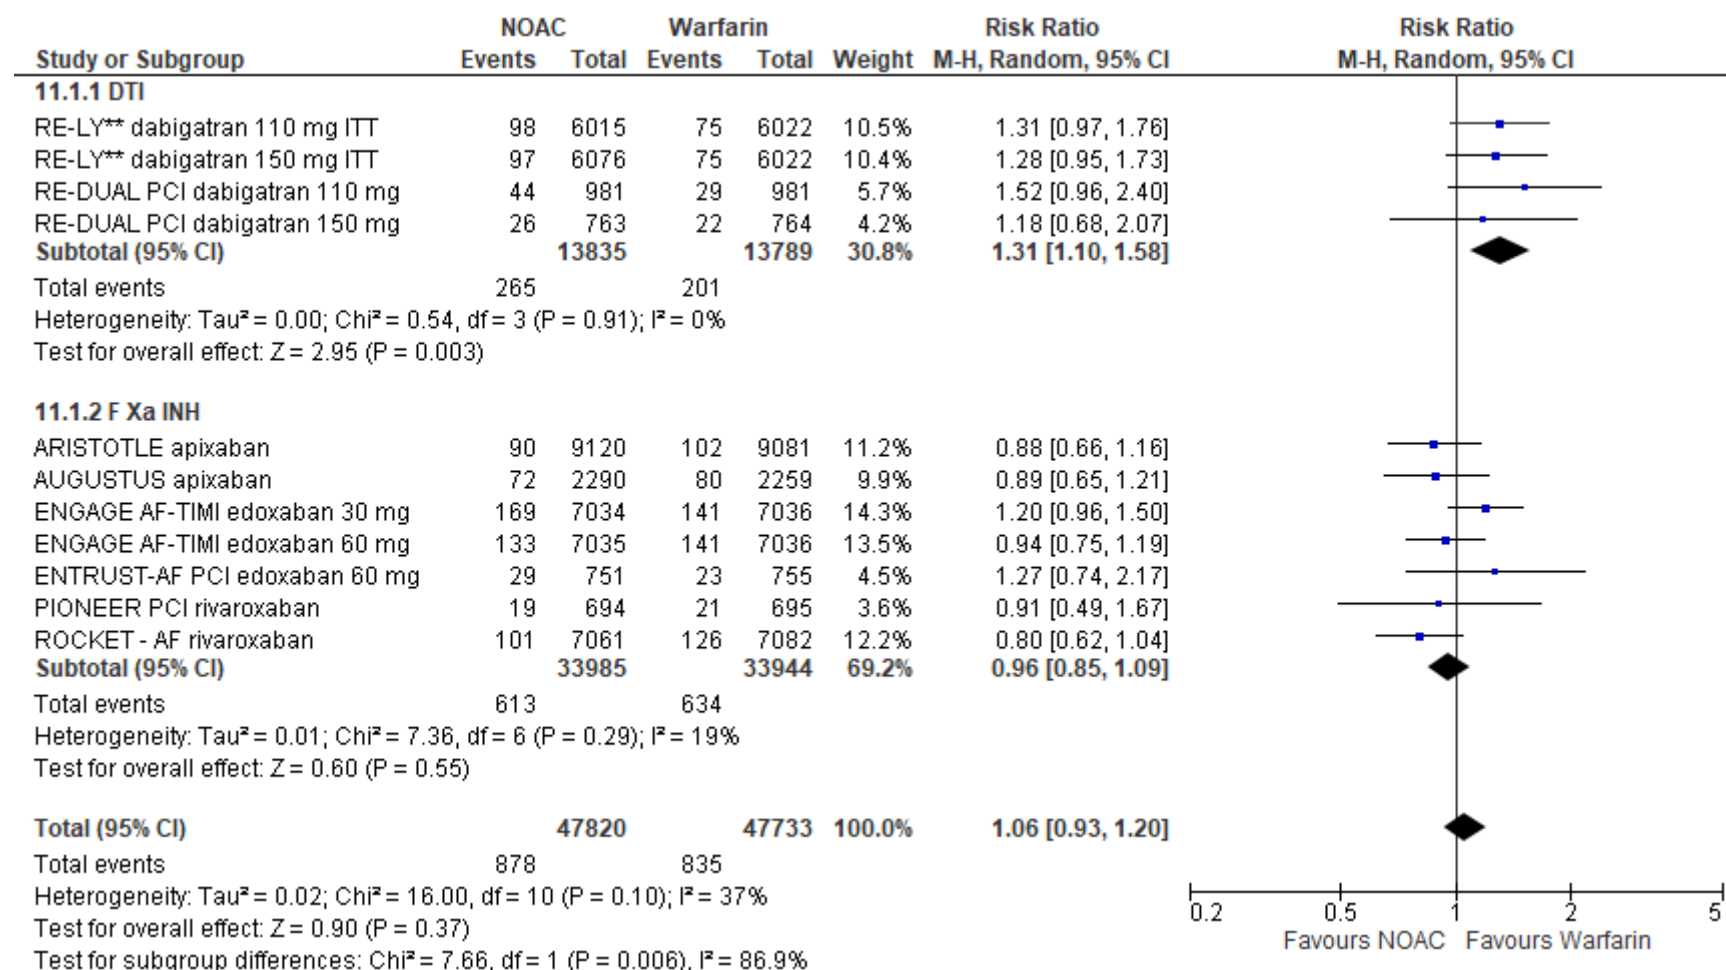 NOAC Warfarin Risk Ratio Risk Ratio
Study or Subgroup Events Total Events Total Weight M-H, Random, 95% CI M-H, Random, 95% CI
11.1.1 DTI
RE-LY** dabigatran 110 mg ITT 98 6015 75 6022 10.5% 1.31 [0.97, 1.76]
RE-LY** dabigatran 150 mg ITT 97 6076 75 6022 10.4% 1.28 [0.95, 1.73]
RE-DUAL PCI dabigatran 110 mg 44 981 29 981 5.7% 1.52 [0.96, 2.40]
RE-DUAL PCI dabigatran 150 mg 26 763 22 764 4.2% 1.18 [0.68, 2.07]
Subtotal (95% CI) 13835 13789 30.8% 1.31 [1.10, 1.58]
Total events 265 201
Heterogeneity: Tau² = 0.00; Chi² = 0.54, df = 3 (P = 0.91); I² = 0%
Test for overall effect: Z = 2.95 (P = 0.003)
11.1.2 F Xa INH
ARISTOTLE apixaban 90 9120 102 9081 11.2% 0.88 [0.66, 1.16]
AUGUSTUS apixaban 72 2290 80 2259 9.9% 0.89 [0.65, 1.21]
ENGAGE AF-TIMI edoxaban 30 mg 169 7034 141 7036 14.3% 1.20 [0.96, 1.50]
ENGAGE AF-TIMI edoxaban 60 mg 133 7035 141 7036 13.5% 0.94 [0.75, 1.19]
ENTRUST-AF PCI edoxaban 60 mg 29 751 23 755 4.5% 1.27 [0.74, 2.17]
PIONEER PCI rivaroxaban 19 694 21 695 3.6% 0.91 [0.49, 1.67]
ROCKET - AF rivaroxaban 101 7061 126 7082 12.2% 0.80 [0.62, 1.04]
Subtotal (95% CI) 33985 33944 69.2% 0.96 [0.85, 1.09]
Total events 613 634
Heterogeneity: Tau² = 0.01; Chi² = 7.36, df = 6 (P = 0.29); I² = 19%
Test for overall effect: Z = 0.60 (P = 0.55)
Total (95% CI) 47820 47733 100.0% 1.06 [0.93, 1.20]
Total events 878 835
Heterogeneity: Tau² = 0.02; Chi² = 16.00, df = 10 (P = 0.10); I² = 37%
Test for overall effect: Z = 0.90 (P = 0.37)
Test for subgroup differences: Chi² = 7.66, df = 1 (P = 0.006), I² = 86.9%
0.2 0.5 1 2 5
Favours NOAC Favours Warfarin